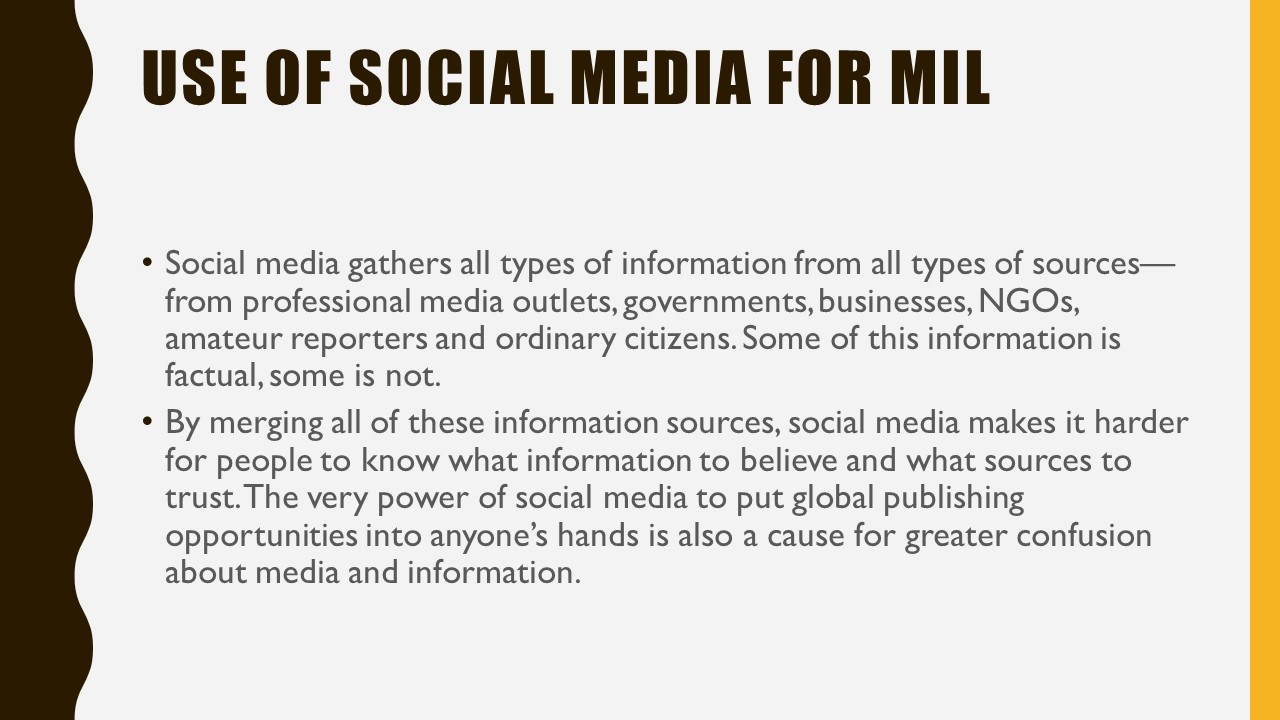 USE OF SOCIAL MEDIA FOR MIL
• Social media gathers all types of information from all types of sources—
from professional media outlets, governments, businesses, NGOs,
amateur reporters and ordinary citizens. Some of this information is
factual, some is not.
• By merging all of these information sources, social media makes it harder
for people to know what information to believe and what sources to
trust. The very power of social media to put global publishing
opportunities into anyone’s hands is also a cause for greater confusion
about media and information.